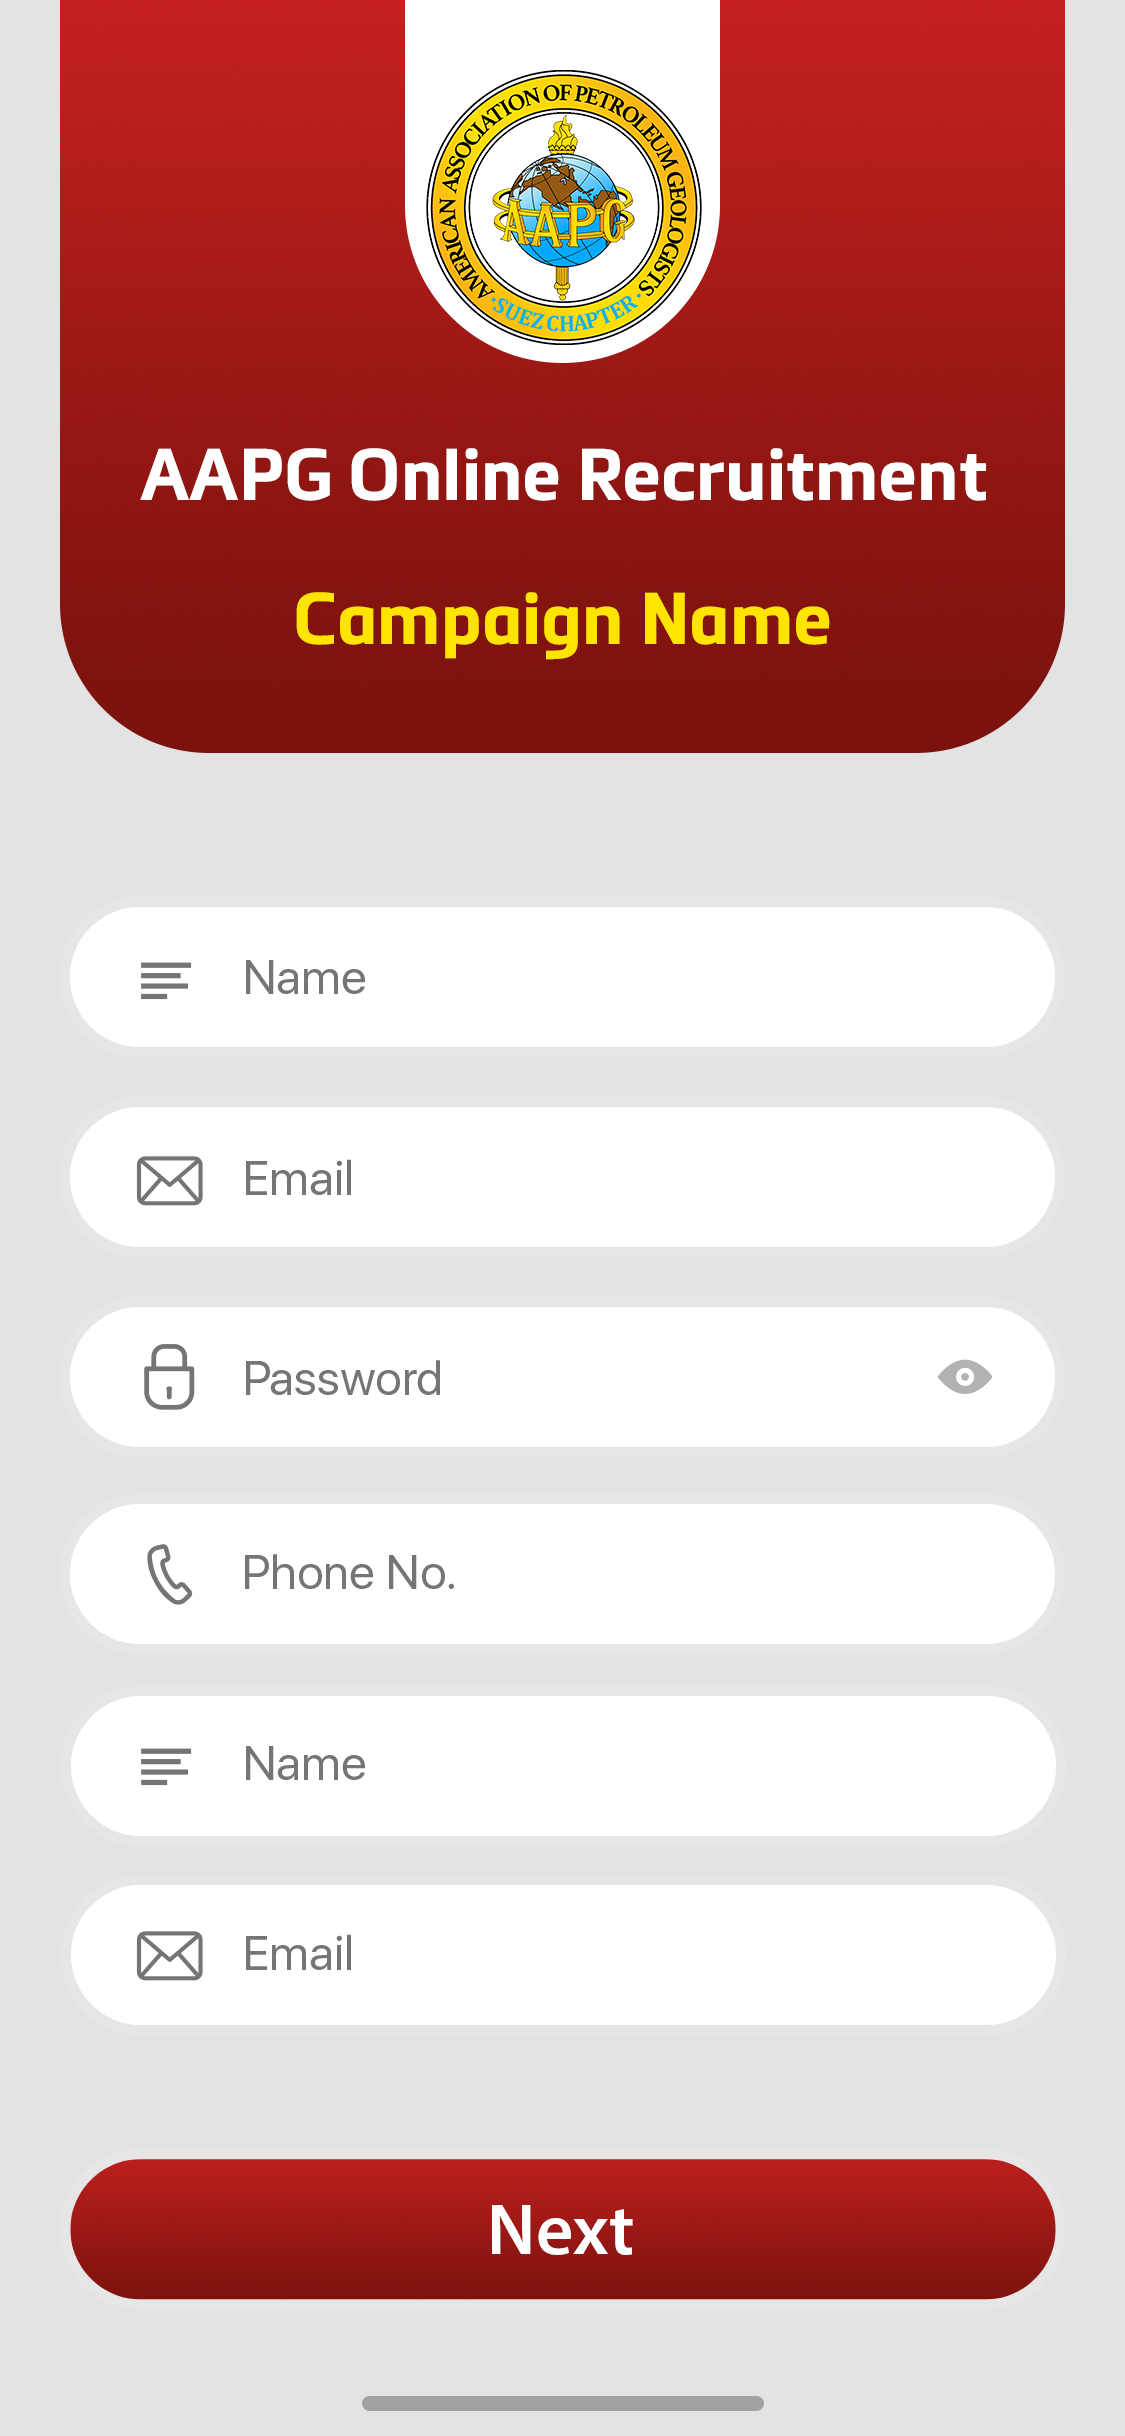 AMERICAN ASSOCIATION OF PETROLEUM GEOLOGISTS
AAPG
· SUEZ CHAPTER ·
AAPG Online Recruitment
Campaign Name
Name
Email
Password
Phone No.
Name
Email
Next